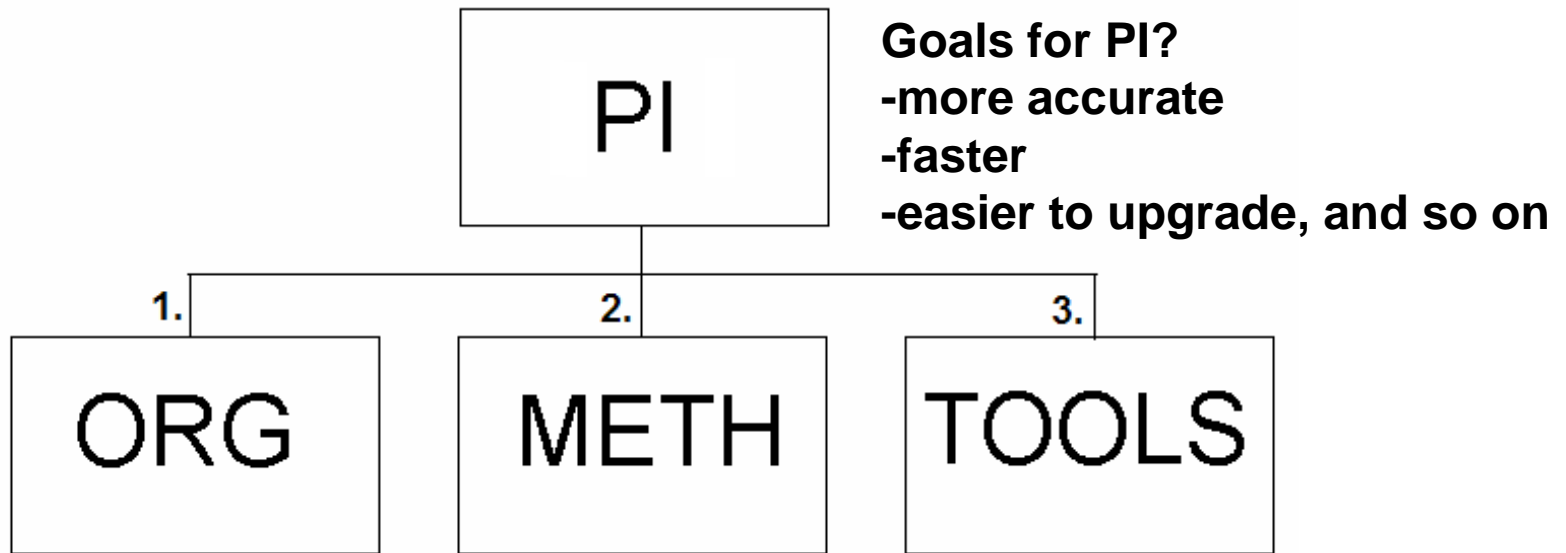 PI
Goals for PI?
-more accurate
-faster
-easier to upgrade, and so on
1.
2.
3.
ORG
METH
TOOLS